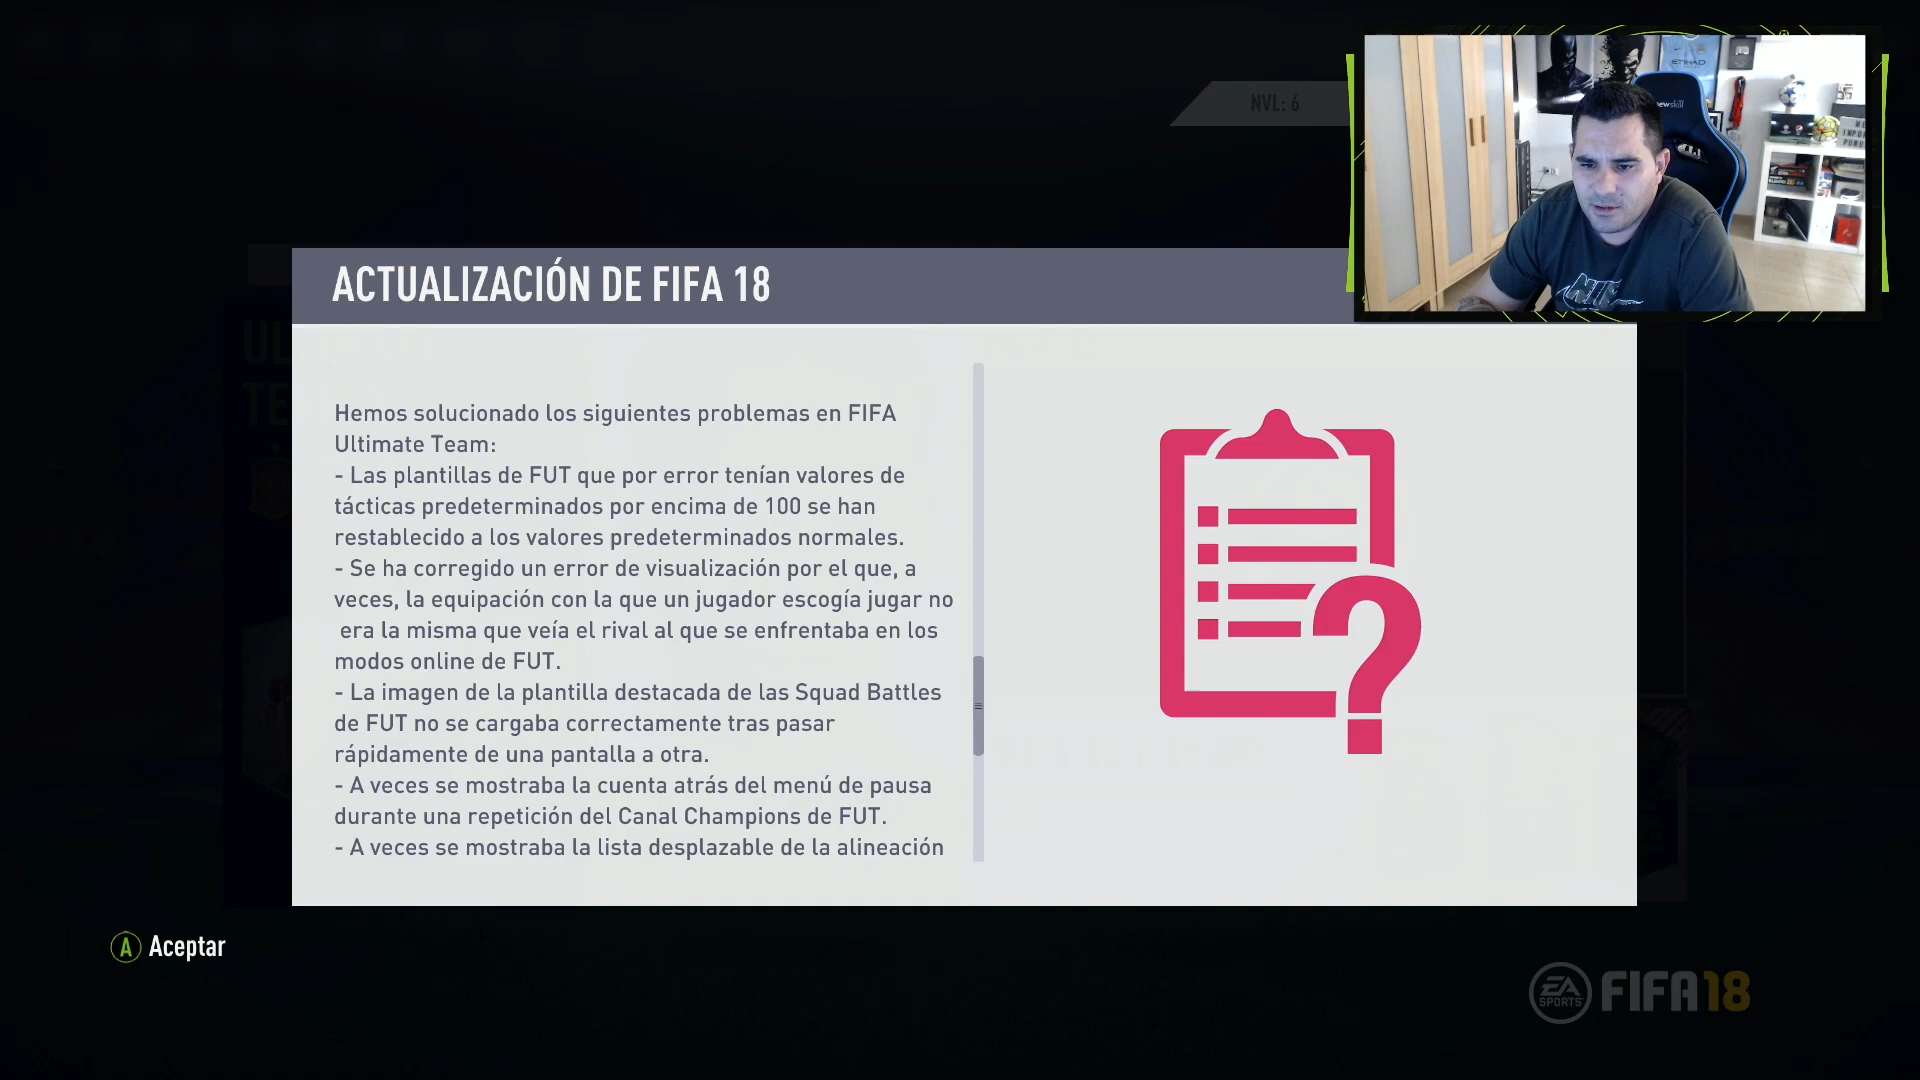 NVL: 6
ETIHAD
newskill
ACTUALIZACIÓN DE FIFA 18
Hemos solucionado los siguientes problemas en FIFA
Ultimate Team:
- Las plantillas de FUT que por error tenían valores de
tácticas predeterminados por encima de 100 se han
restablecido a los valores predeterminados normales.
- Se ha corregido un error de visualización por el que, a
veces, la equipación con la que un jugador escogía jugar no
era la misma que veía el rival al que se enfrentaba en los
modos online de FUT.
- La imagen de la plantilla destacada de las Squad Battles
de FUT no se cargaba correctamente tras pasar
rápidamente de una pantalla a otra.
- A veces se mostraba la cuenta atrás del menú de pausa
durante una repetición del Canal Champions de FUT.
- A veces se mostraba la lista desplazable de la alineación
?
A Aceptar
EA SPORTS FIFA 18